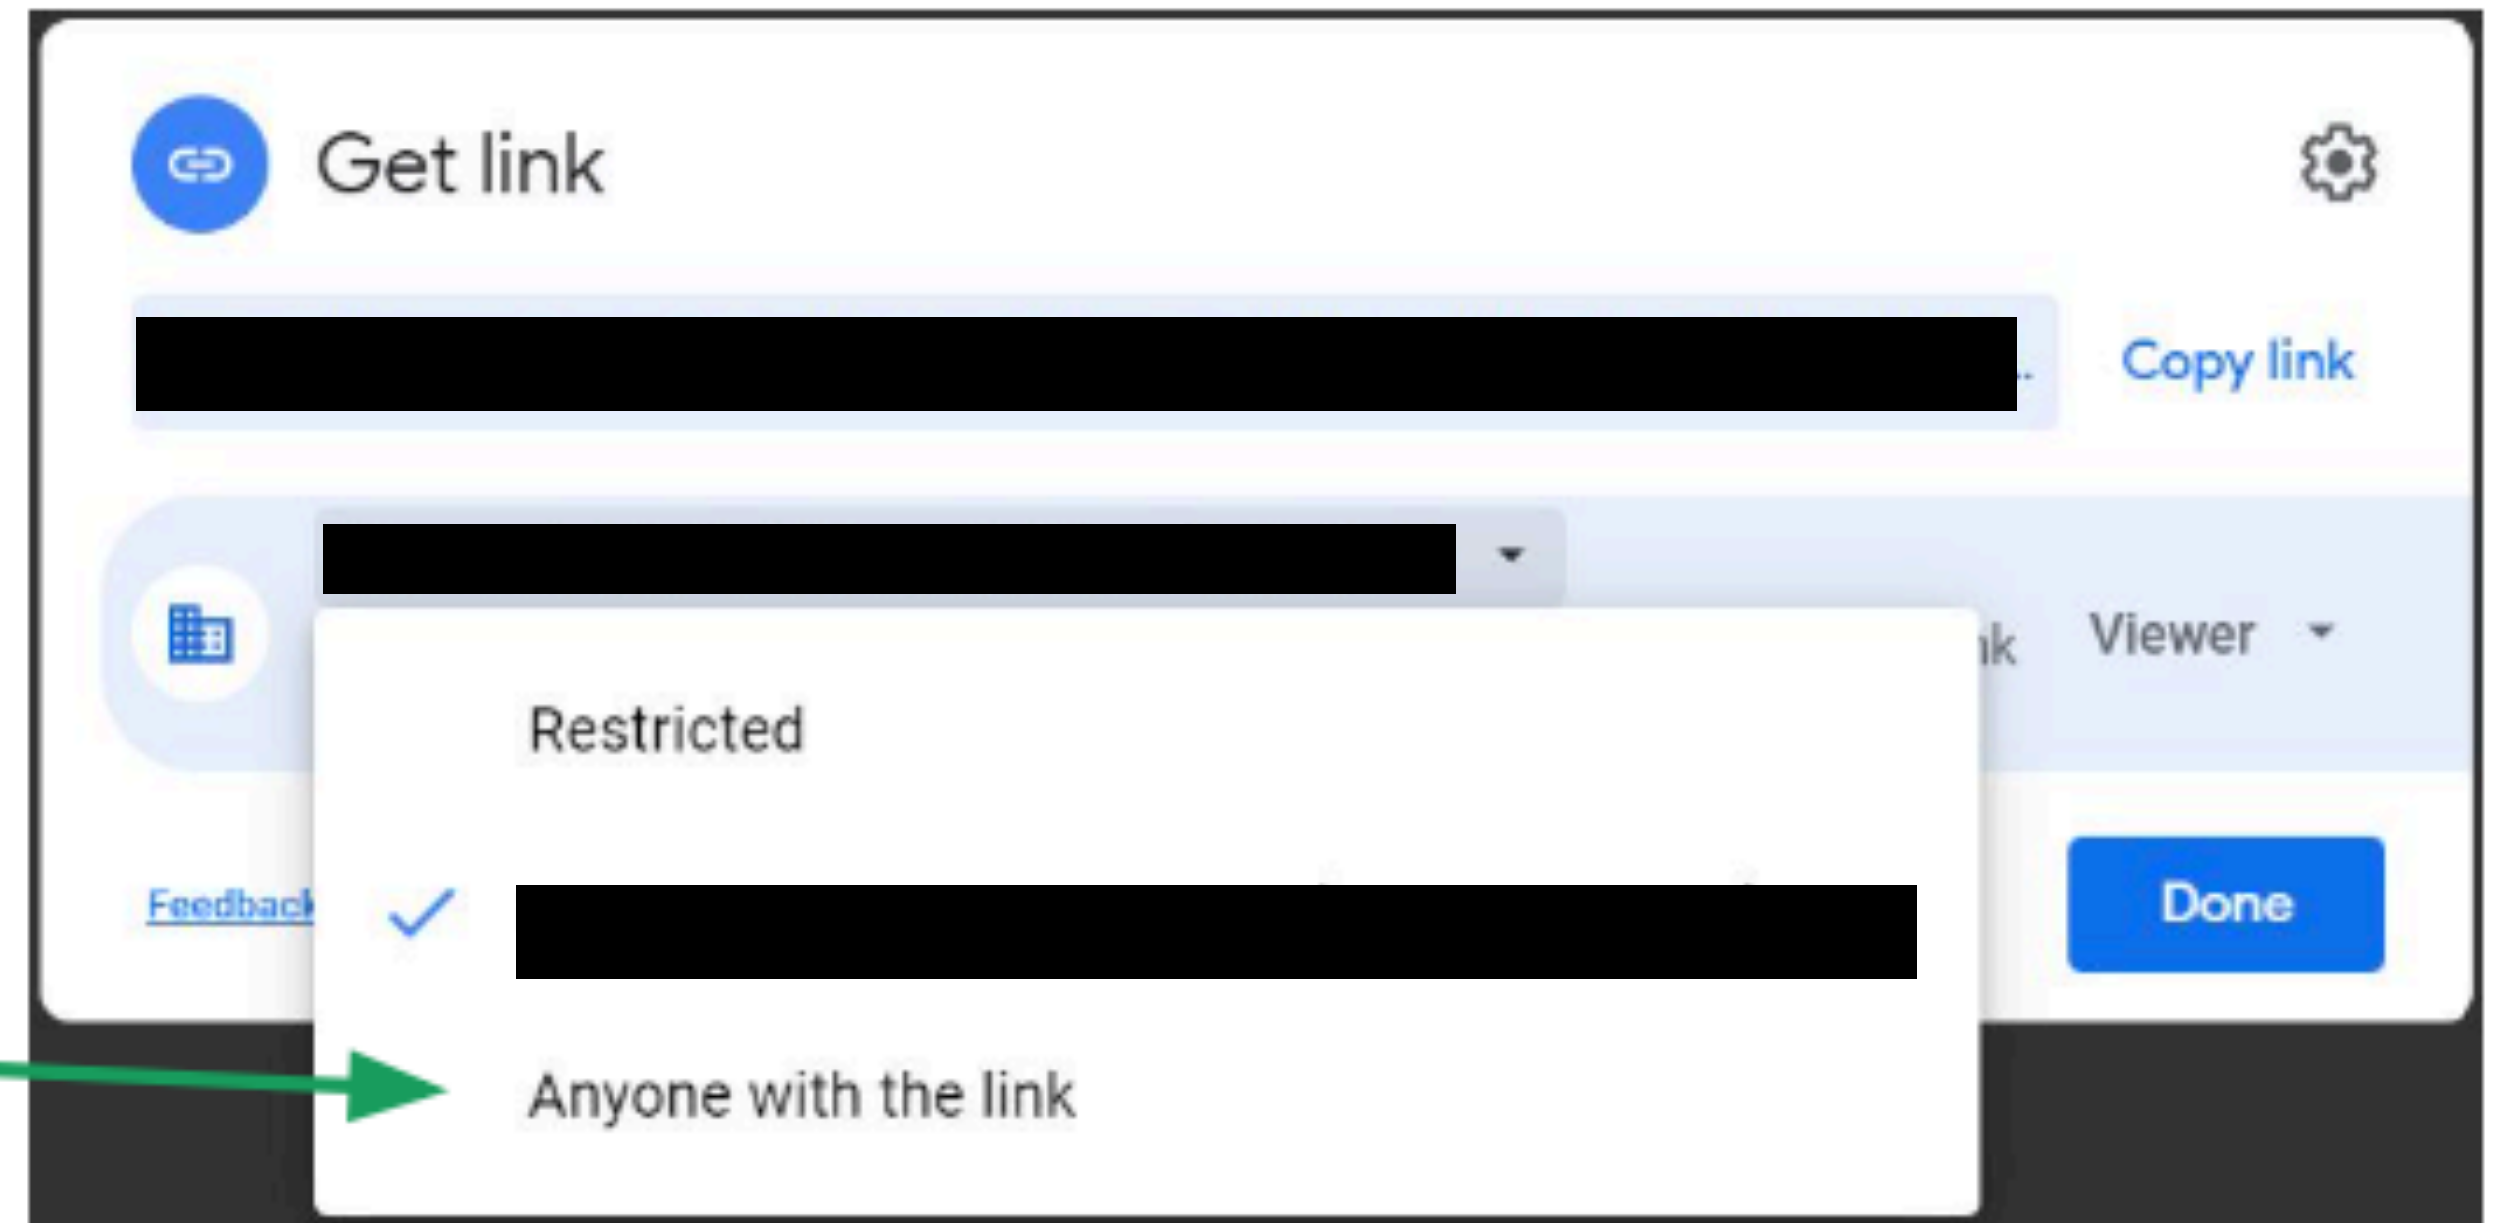 Get link
Copy link
Viewer
Restricted
Feedback
Done
Anyone with the link